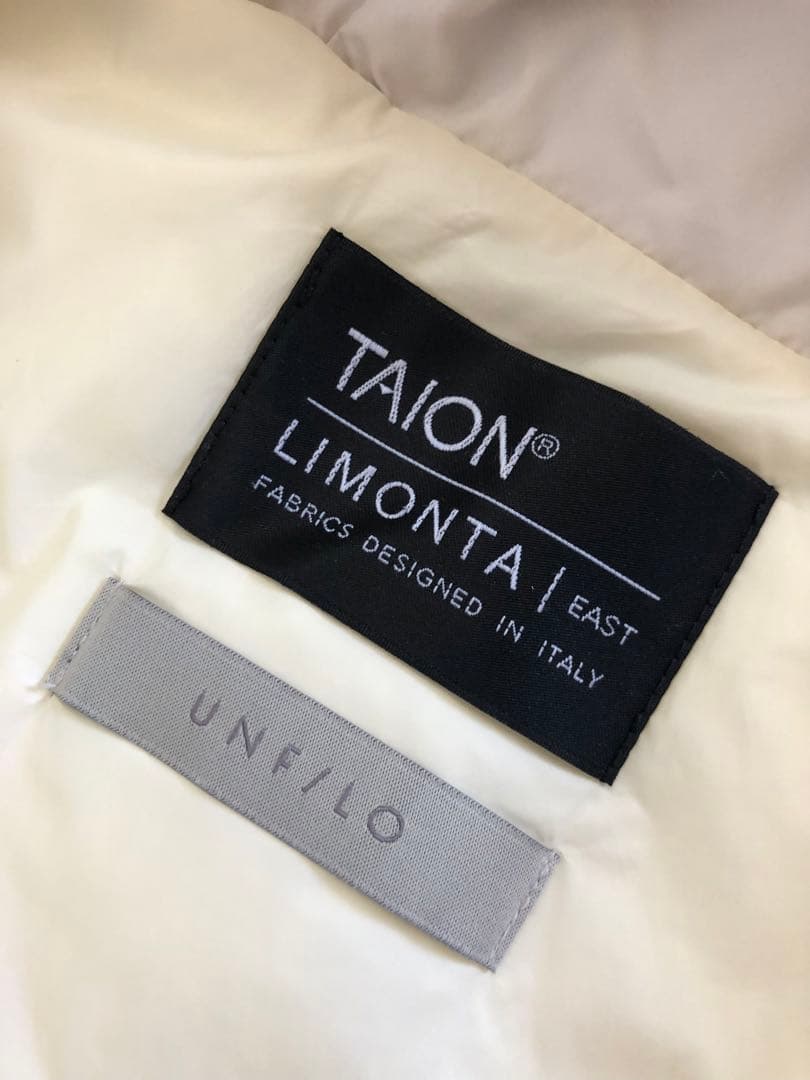 TAION®
LIMONTA | EAST
FABRICS DESIGNED IN ITALY
UNF/LO